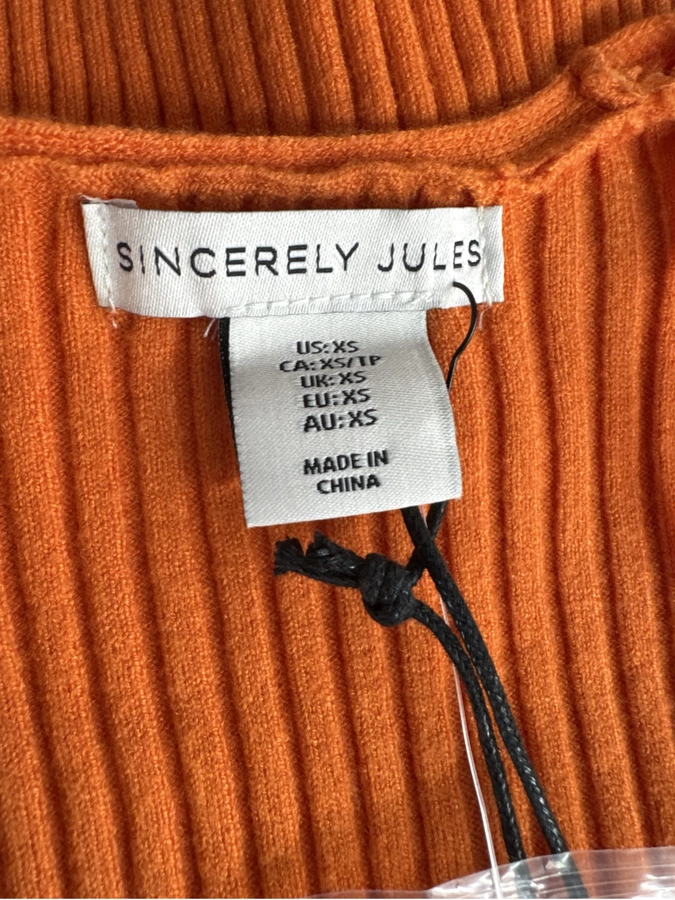 SINCERELY JULES
US: XS
CA: XS/TP
UK: XS
EU: XS
AU: XS
MADE IN
CHINA